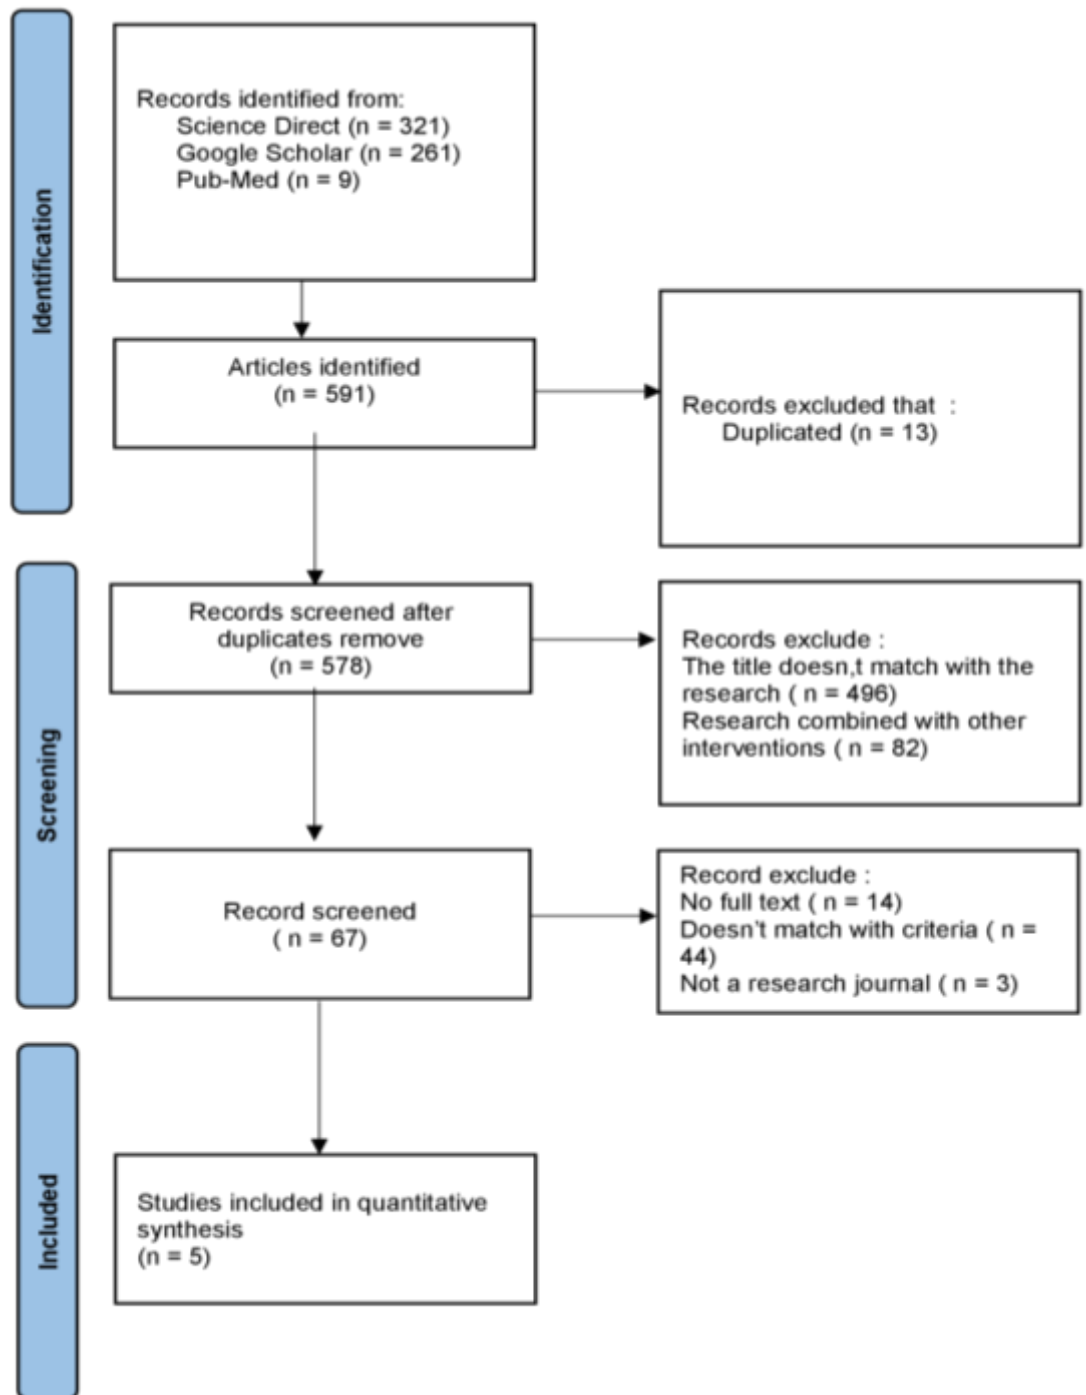 Identification
Records identified from:
Science Direct (n = 321)
Google Scholar (n = 261)
Pub-Med (n = 9)
Articles identified
(n = 591)
Records excluded that  :
Duplicated (n = 13)
Screening
Records screened after
duplicates remove
(n = 578)
Records exclude :
The title doesn,t match with the
research ( n = 496)
Research combined with other
interventions ( n = 82)
Record screened
( n = 67)
Record exclude :
No full text ( n = 14)
Doesn't match with criteria ( n =
44)
Not a research journal ( n = 3)
Included
Studies included in quantitative
synthesis
(n = 5)